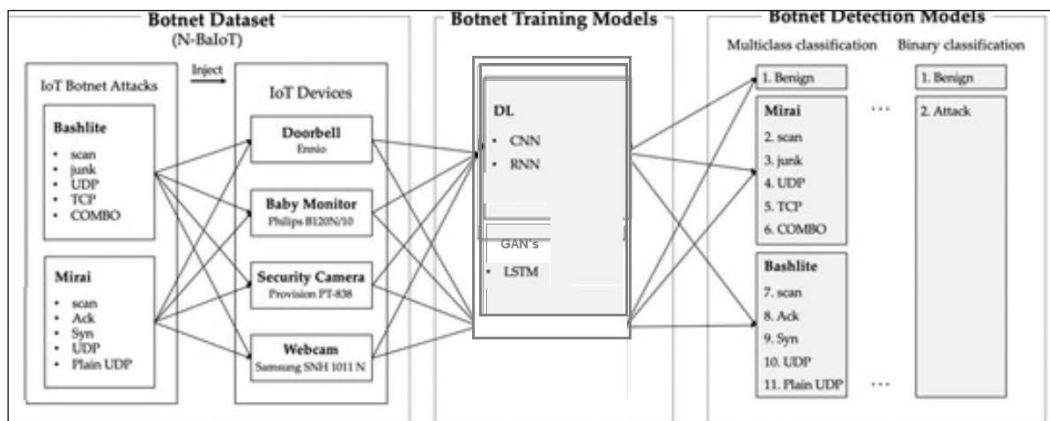 Botnet Dataset
(N-BaIoT)
IoT Botnet Attacks
Bashlite
• scan
• junk
• UDP
• TCP
• COMBO
Mirai
• scan
• Ack
• Syn
• UDP
• Plain UDP
Inject
IoT Devices
Doorbell
Ennio
Baby Monitor
Philips B120N/10
Security Camera
Provision PT-838
Webcam
Samsung SNH 1011 N
Botnet Training Models
DL
• CNN
• RNN
GAN's
• LSTM
Botnet Detection Models
Multiclass classification
1. Benign
Mirai
2. scan
3. junk
4. UDP
5. TCP
6. COMBO
Bashlite
7. scan
8. Ack
9. Syn
10. UDP
11. Plain UDP
...
...
Binary classification
1. Benign
2. Attack